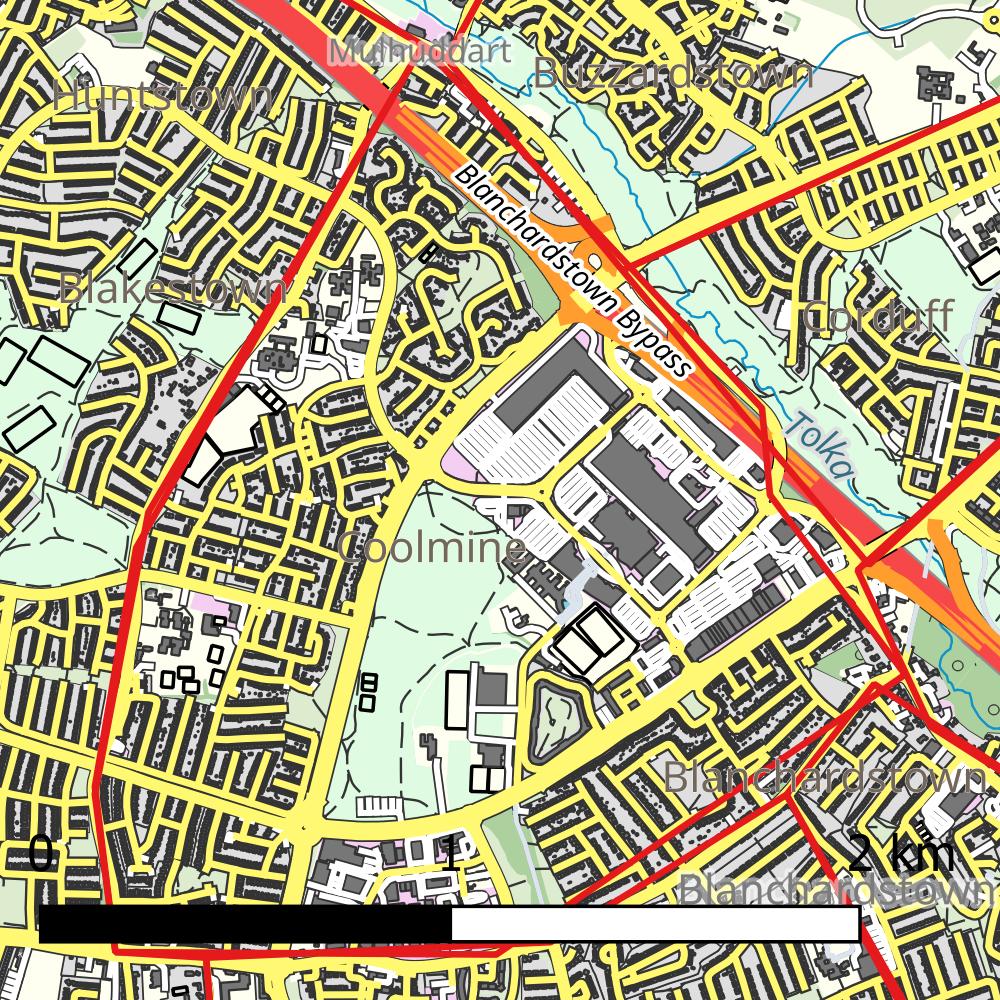 Mulhuddart
Buzzardstown
Huntstown
Blakestown
Blanchardstown Bypass
Corduff
Tolka
Coolmine
Blanchardstown
0
1
2 km
Blanchardstown